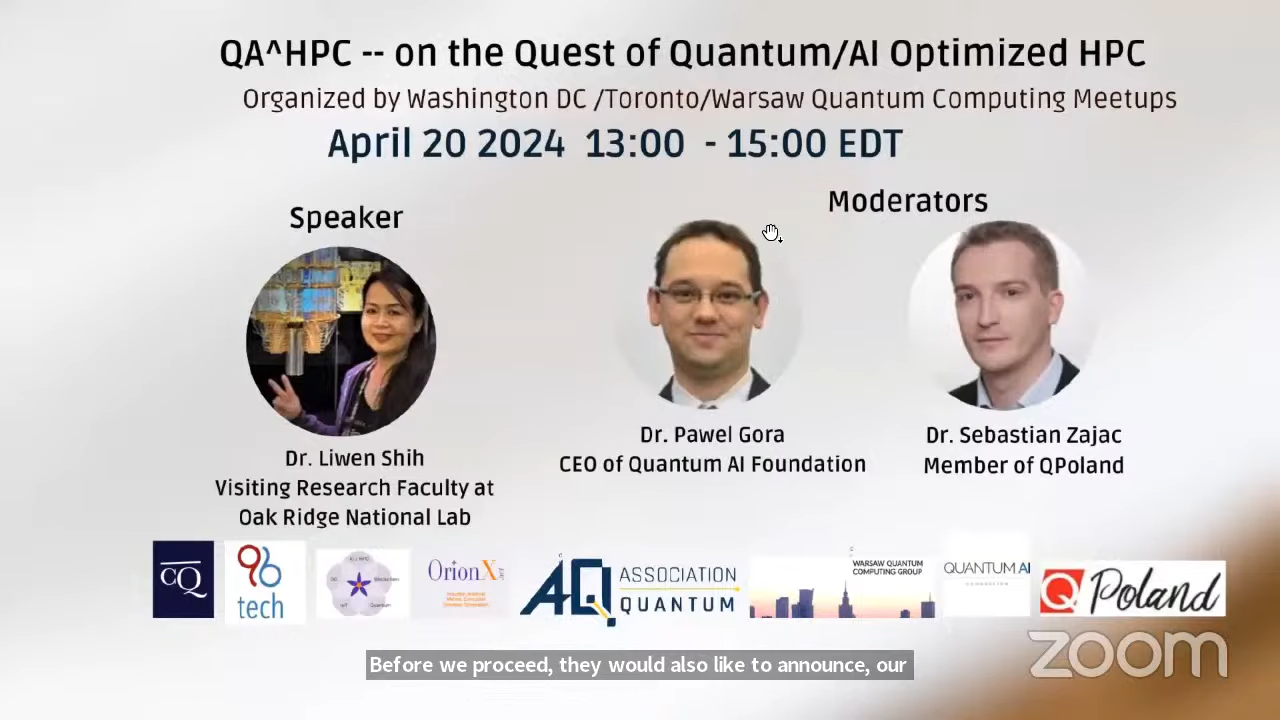 QA^HPC -- on the Quest of Quantum/AI Optimized HPC
Organized by Washington DC /Toronto/Warsaw Quantum Computing Meetups
April 20 2024 13:00 - 15:00 EDT
Speaker
Moderators
Dr. Liwen Shih
Visiting Research Faculty at
Oak Ridge National Lab
Dr. Pawel Gora
CEO of Quantum AI Foundation
Dr. Sebastian Zajac
Member of QPoland
CQ
tech
Quantum
OrionX
AQ
ASSOCIATION
QUANTUM
WARSAW QUANTUM
COMPUTING GROUP
QUANTUM AI
Q Poland
zoom
Before we proceed, they would also like to announce, our